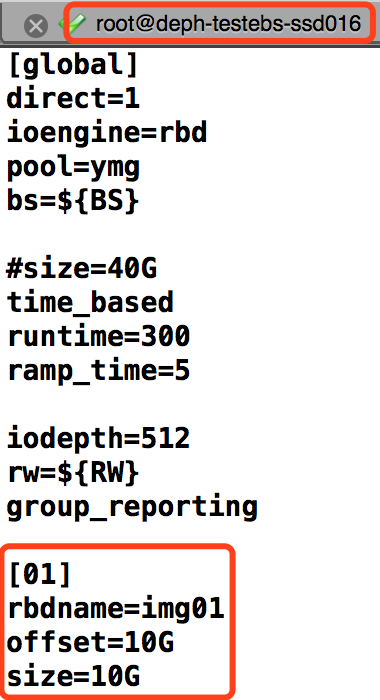 root@deph-testebs-ssd016
[global]
direct=1
ioengine=rbd
pool=ymg
bs=${BS}
#size=40G
time_based
runtime=300
ramp_time=5
iodepth=512
rw=${RW}
group_reporting
[01]
rbdname=img01
offset=10G
size=10G